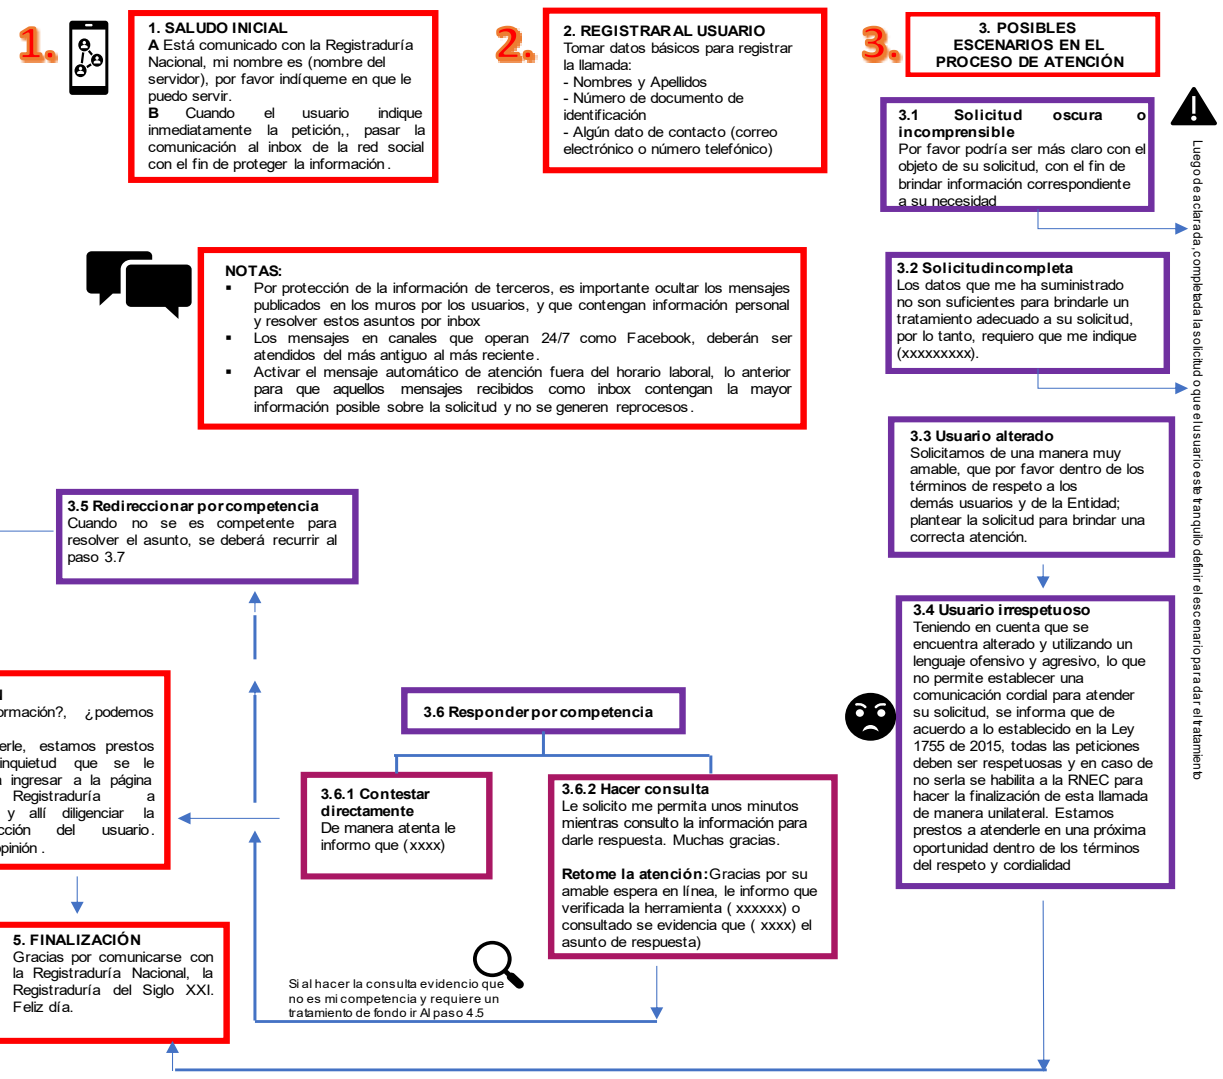 1.
1. SALUDO INICIAL
A Está comunicado con la Registraduría
Nacional, mi nombre es (nombre del
servidor), por favor indíqueme en que le
puedo servir.
B Cuando el usuario indique
inmediatamente la petición,, pasar la
comunicación al inbox de la red social
con el fin de proteger la información.
2.
2. REGISTRAR AL USUARIO
Tomar datos básicos para registrar
la llamada:
- Nombres y Apellidos
- Número de documento de
identificación
- Algún dato de contacto (correo
electrónico o número telefónico)
3.
3. POSIBLES
ESCENARIOS EN EL
PROCESO DE ATENCIÓN
3.1 Solicitud oscura o
incomprensible
Por favor podría ser más claro con el
objeto de su solicitud, con el fin de
brindar información correspondiente
a su necesidad
Luego de aclarada, completada la solicitud o que el usuario este tranquilo definir el escenario para dar el tratamiento
NOTAS:
▪ Por protección de la información de terceros, es importante ocultar los mensajes
publicados en los muros por los usuarios, y que contengan información personal
y resolver estos asuntos por inbox
▪ Los mensajes en canales que operan 24/7 como Facebook, deberán ser
atendidos del más antiguo al más reciente.
▪ Activar el mensaje automático de atención fuera del horario laboral, lo anterior
para que aquellos mensajes recibidos como inbox contengan la mayor
información posible sobre la solicitud y no se generen reprocesos.
3.2 Solicitud incompleta
Los datos que me ha suministrado
no son suficientes para brindarle un
tratamiento adecuado a su solicitud,
por lo tanto, requiero que me indique
(xxxxxxxxx).
3.3 Usuario alterado
Solicitamos de una manera muy
amable, que por favor dentro de los
términos de respeto a los
demás usuarios y de la Entidad;
plantear la solicitud para brindar una
correcta atención.
3.4 Usuario irrespetuoso
Teniendo en cuenta que se
encuentra alterado y utilizando un
lenguaje ofensivo y agresivo, lo que
no permite establecer una
comunicación cordial para atender
su solicitud, se informa que de
acuerdo a lo establecido en la Ley
1755 de 2015, todas las peticiones
deben ser respetuosas y en caso de
no serla se habilita a la RNEC para
hacer la finalización de esta llamada
de manera unilateral. Estamos
prestos a atenderle en una próxima
oportunidad dentro de los términos
del respeto y cordialidad
3.5 Redireccionar por competencia
Cuando no se es competente para
resolver el asunto, se deberá recurrir al
paso 3.7
3.6 Responder por competencia
3.6.1 Contestar
directamente
De manera atenta le
informo que (xxxx)
3.6.2 Hacer consulta
Le solicito me permita unos minutos
mientras consulto la información para
darle respuesta. Muchas gracias.
Retome la atención: Gracias por su
amable espera en línea, le informo que
verificada la herramienta ( xxxxxx) o
consultado se evidencia que ( xxxx) el
asunto de respuesta)
Si al hacer la consulta evidencio que
no es mi competencia y requiere un
tratamiento de fondo ir Al paso 4.5
ormación?, ¿podemos
erle, estamos prestos
inquietud que se le
ingresar a la página
Registraduría a
y allí diligenciar la
cción del usuario.
pinión.
5. FINALIZACIÓN
Gracias por comunicarse con
la Registraduría Nacional, la
Registraduría del Siglo XXI.
Feliz día.